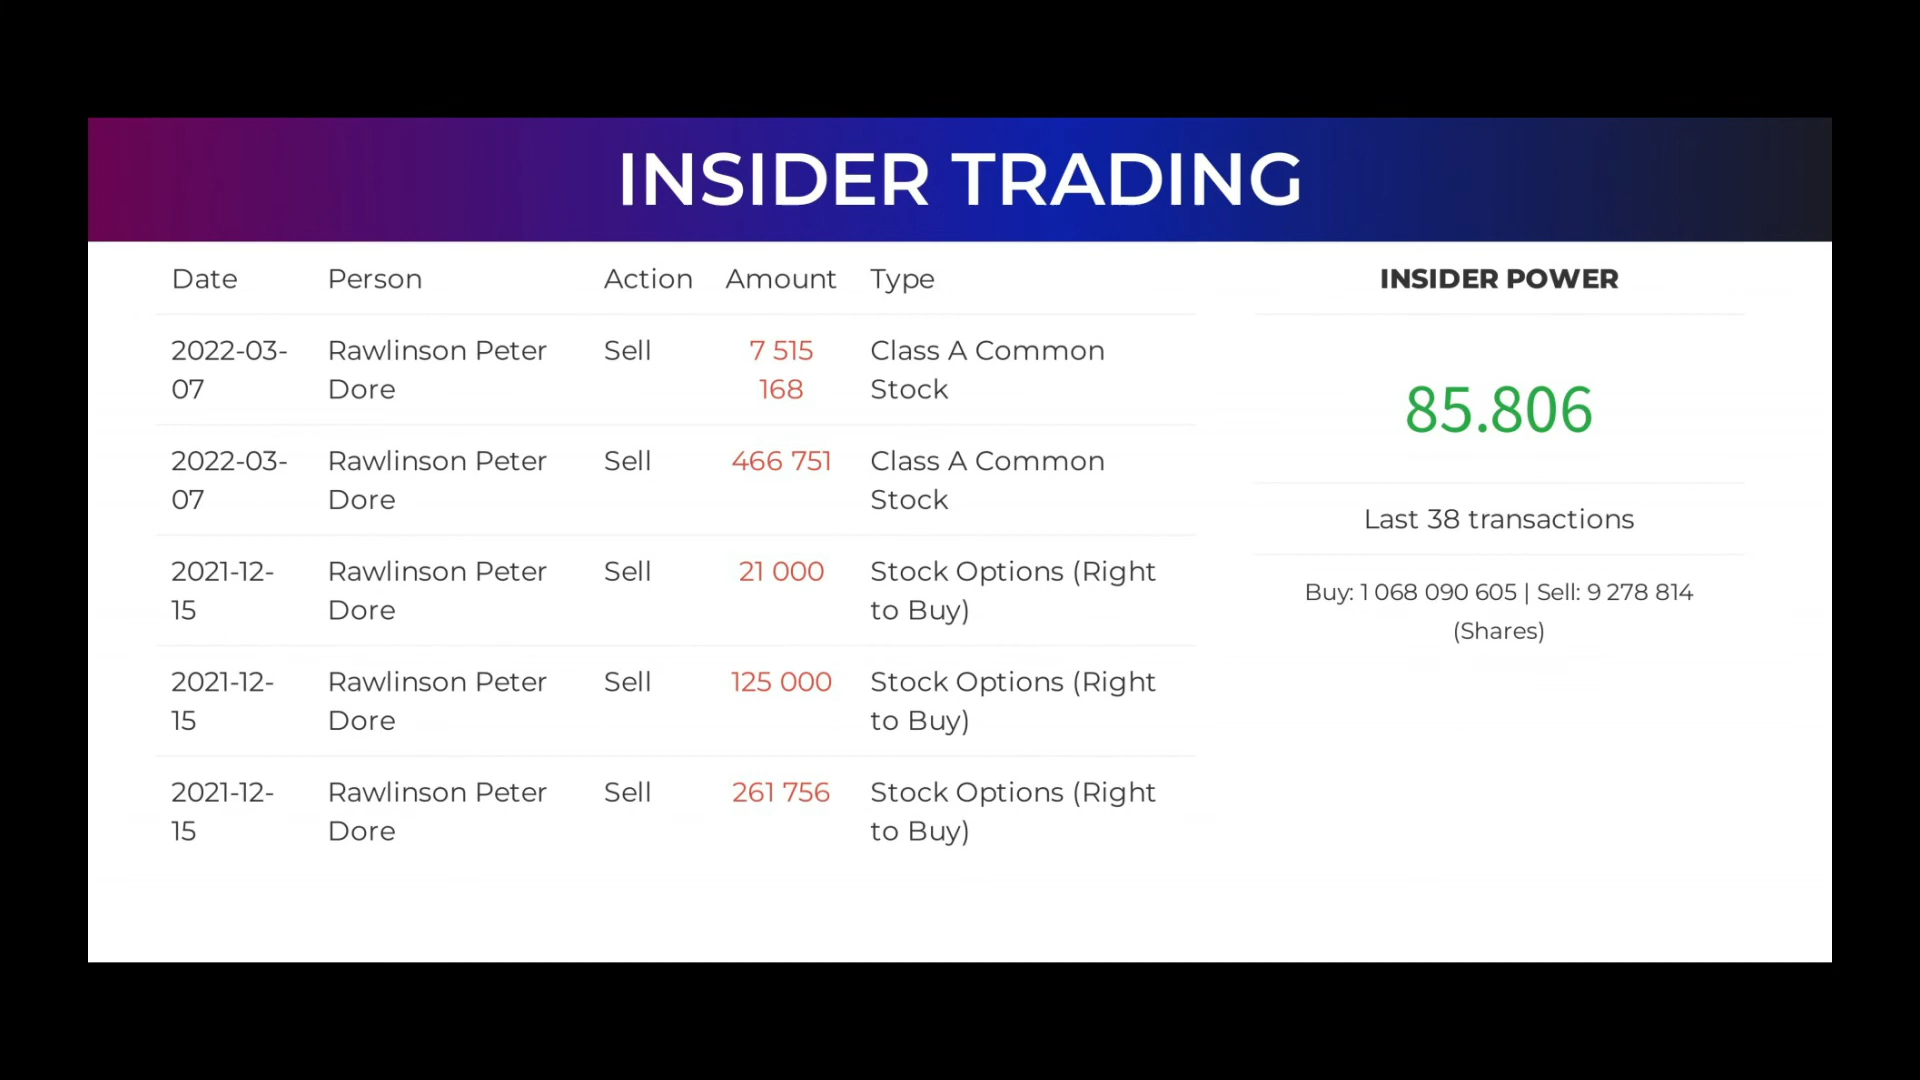 INSIDER TRADING
Date Person Action Amount Type
2022-03- Rawlinson Peter Sell 7 515 Class A Common
07 Dore 168 Stock
2022-03- Rawlinson Peter Sell 466 751 Class A Common
07 Dore Stock
2021-12- Rawlinson Peter Sell 21 000 Stock Options (Right
15 Dore to Buy)
2021-12- Rawlinson Peter Sell 125 000 Stock Options (Right
15 Dore to Buy)
2021-12- Rawlinson Peter Sell 261 756 Stock Options (Right
15 Dore to Buy)
INSIDER POWER
85.806
Last 38 transactions
Buy: 1 068 090 605 | Sell: 9 278 814
(Shares)